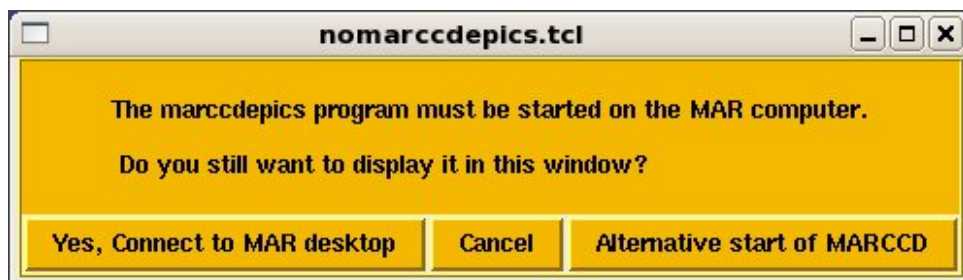 nomarccdepics.tcl
The marccdepics program must be started on the MAR computer.
Do you still want to display it in this window?
Yes, Connect to MAR desktop Cancel Alternative start of MARCCD